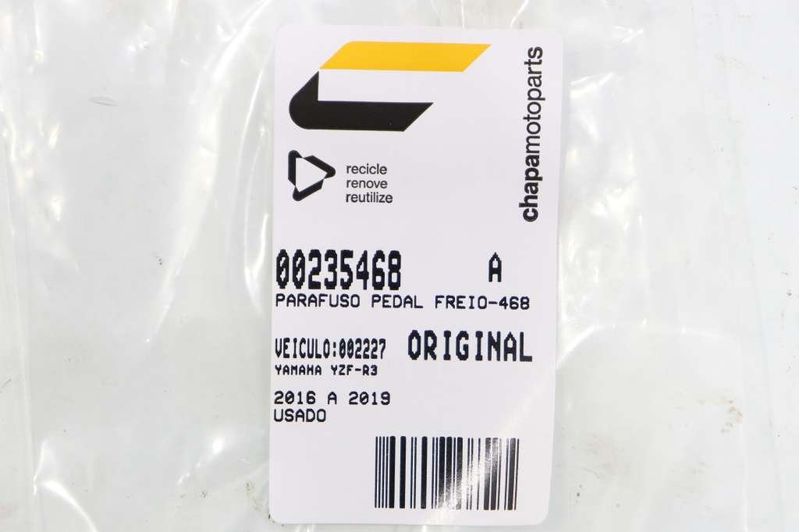 chapamotoparts
recicle
renove
reutilize
00235468 A
PARAFUSO PEDAL FREIO-468
VEICULO:002227 ORIGINAL
YAMAHA YZF-R3
2016 A 2019
USADO